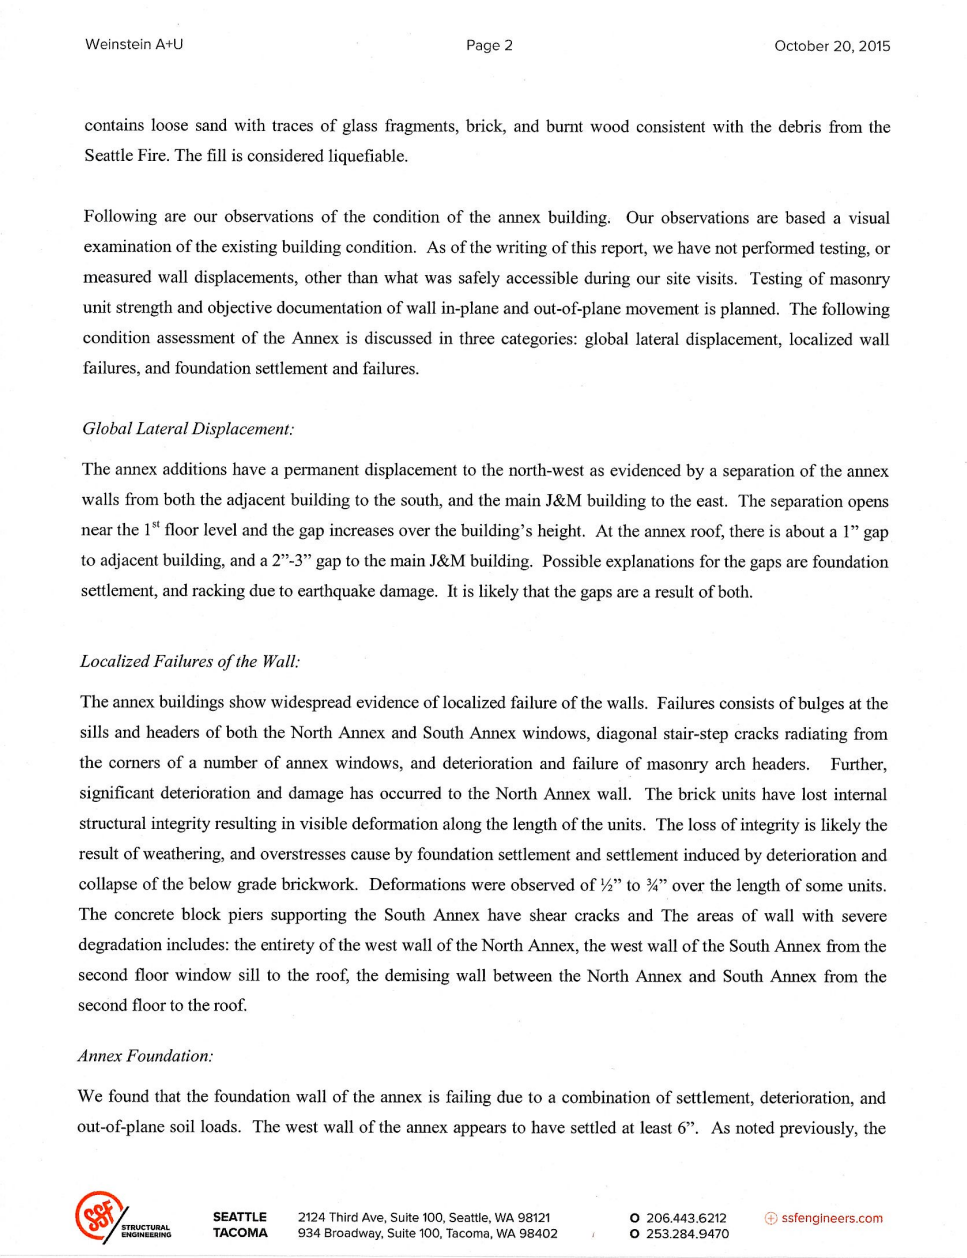 Weinstein A+U Page 2 October 20, 2015
contains loose sand with traces of glass fragments, brick, and burnt wood consistent with the debris from the
Seattle Fire. The fill is considered liquefiable.
Following are our observations of the condition of the annex building. Our observations are based a visual
examination of the existing building condition. As of the writing of this report, we have not performed testing, or
measured wall displacements, other than what was safely accessible during our site visits. Testing of masonry
unit strength and objective documentation of wall in-plane and out-of-plane movement is planned. The following
condition assessment of the Annex is discussed in three categories: global lateral displacement, localized wall
failures, and foundation settlement and failures.
Global Lateral Displacement:
The annex additions have a permanent displacement to the north-west as evidenced by a separation of the annex
walls from both the adjacent building to the south, and the main J&M building to the east. The separation opens
near the 1st floor level and the gap increases over the building's height. At the annex roof, there is about a 1” gap
to adjacent building, and a 2”-3” gap to the main J&M building. Possible explanations for the gaps are foundation
settlement, and racking due to earthquake damage. It is likely that the gaps are a result of both.
Localized Failures of the Wall:
The annex buildings show widespread evidence of localized failure of the walls. Failures consists of bulges at the
sills and headers of both the North Annex and South Annex windows, diagonal stair-step cracks radiating from
the corners of a number of annex windows, and deterioration and failure of masonry arch headers. Further,
significant deterioration and damage has occurred to the North Annex wall. The brick units have lost internal
structural integrity resulting in visible deformation along the length of the units. The loss of integrity is likely the
result of weathering, and overstresses cause by foundation settlement and settlement induced by deterioration and
collapse of the below grade brickwork. Deformations were observed of ½” to ¾” over the length of some units.
The concrete block piers supporting the South Annex have shear cracks and The areas of wall with severe
degradation includes: the entirety of the west wall of the North Annex, the west wall of the South Annex from the
second floor window sill to the roof, the demising wall between the North Annex and South Annex from the
second floor to the roof.
Annex Foundation:
We found that the foundation wall of the annex is failing due to a combination of settlement, deterioration, and
out-of-plane soil loads. The west wall of the annex appears to have settled at least 6”. As noted previously, the
SSF STRUCTURAL ENGINEERING
SEATTLE 2124 Third Ave, Suite 100, Seattle, WA 98121 O 206.443.6212 ssfengineers.com
TACOMA 934 Broadway, Suite 100, Tacoma, WA 98402 O 253.284.9470